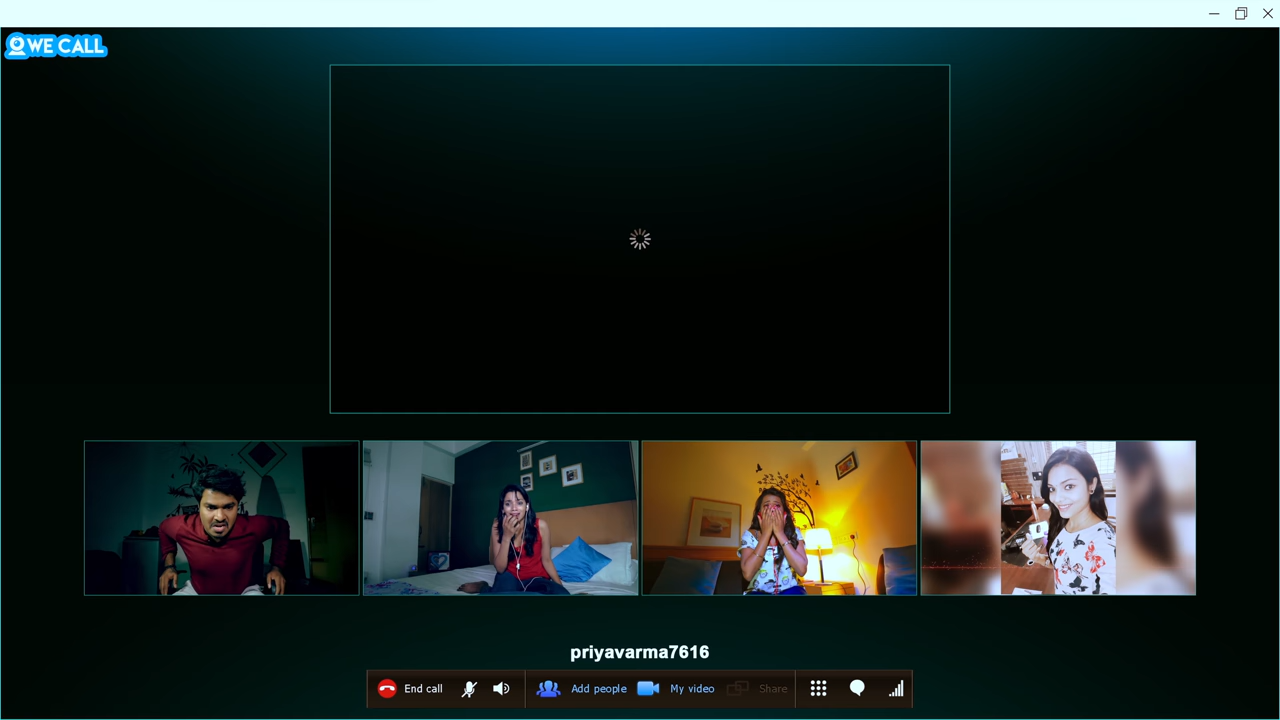 WE CALL
priyavarma7616
End call
Add people
My video
Share